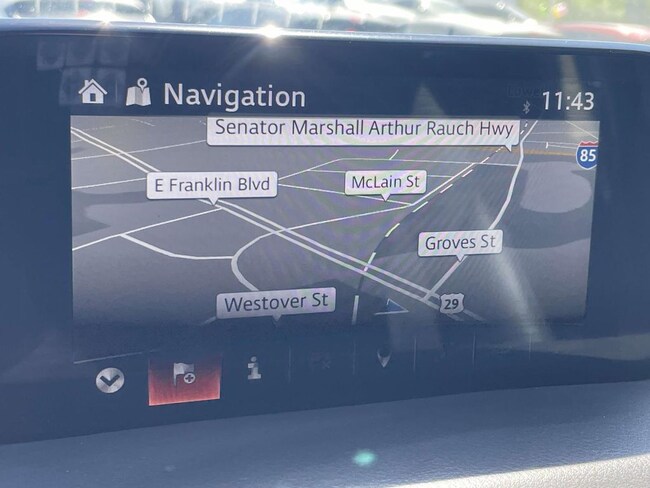 Navigation
11:43
Senator Marshall Arthur Rauch Hwy
85
E Franklin Blvd
McLain St
Groves St
Westover St
29
i